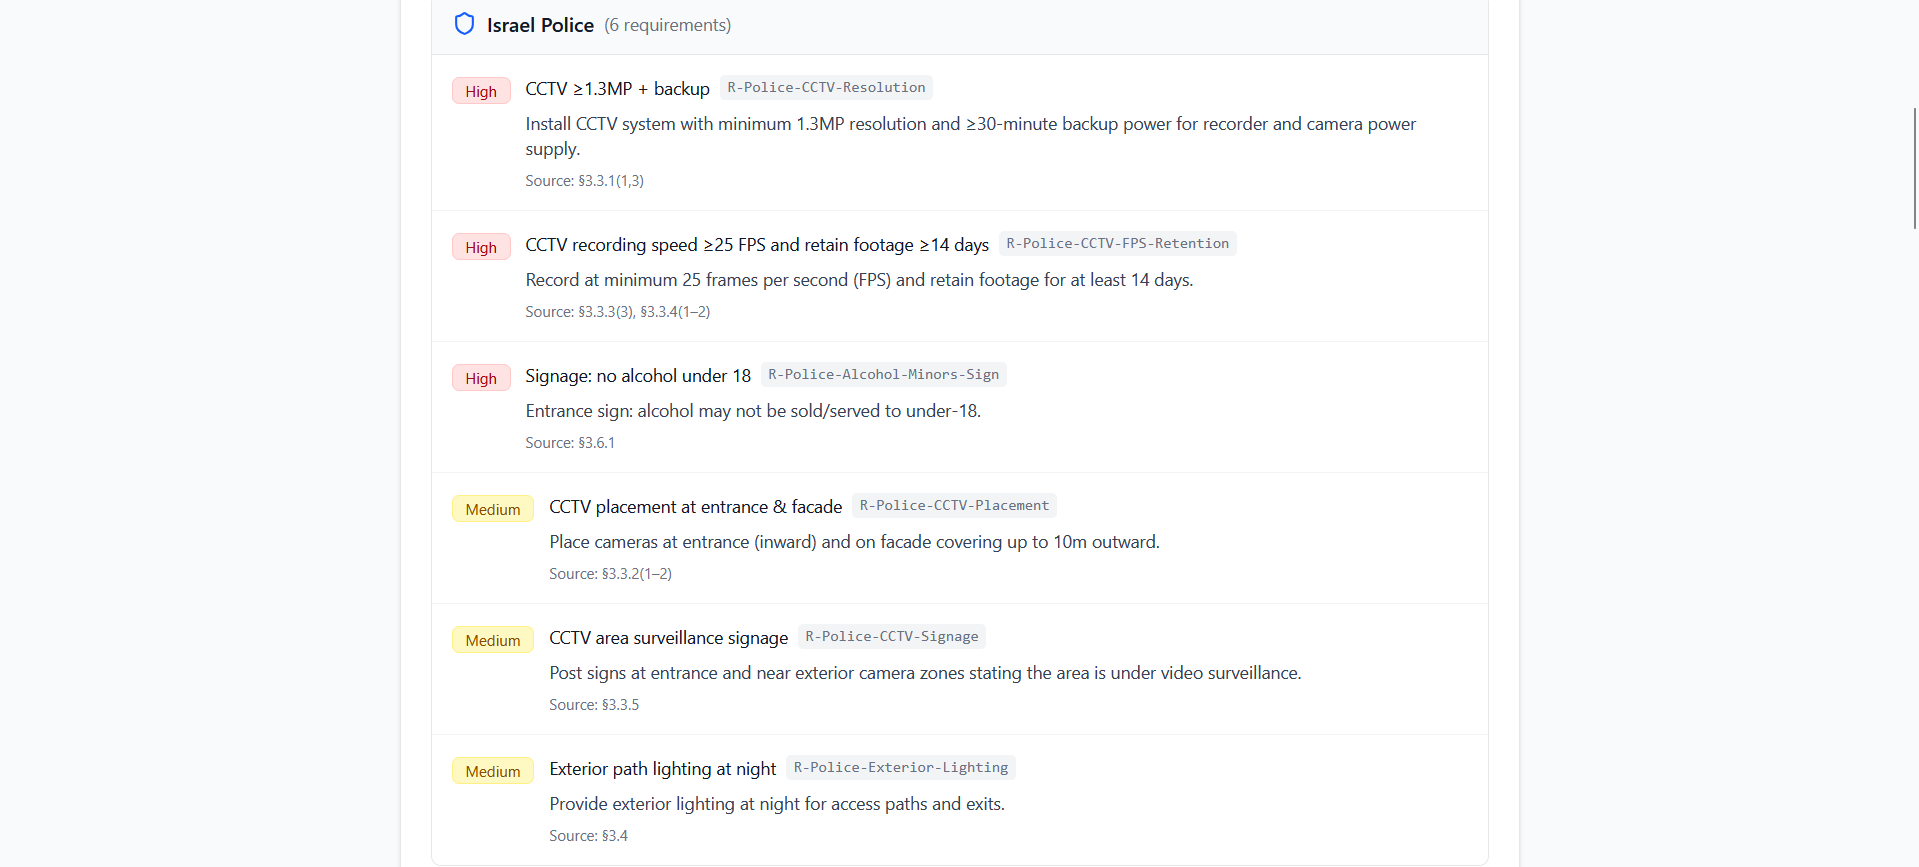 Israel Police (6 requirements)
High CCTV ≥1.3MP + backup R-Police-CCTV-Resolution
Install CCTV system with minimum 1.3MP resolution and ≥30-minute backup power for recorder and camera power
supply.
Source: §3.3.1(1,3)
High CCTV recording speed ≥25 FPS and retain footage ≥14 days R-Police-CCTV-FPS-Retention
Record at minimum 25 frames per second (FPS) and retain footage for at least 14 days.
Source: §3.3.3(3), §3.3.4(1–2)
High Signage: no alcohol under 18 R-Police-Alcohol-Minors-Sign
Entrance sign: alcohol may not be sold/served to under-18.
Source: §3.6.1
Medium CCTV placement at entrance & facade R-Police-CCTV-Placement
Place cameras at entrance (inward) and on facade covering up to 10m outward.
Source: §3.3.2(1–2)
Medium CCTV area surveillance signage R-Police-CCTV-Signage
Post signs at entrance and near exterior camera zones stating the area is under video surveillance.
Source: §3.3.5
Medium Exterior path lighting at night R-Police-Exterior-Lighting
Provide exterior lighting at night for access paths and exits.
Source: §3.4